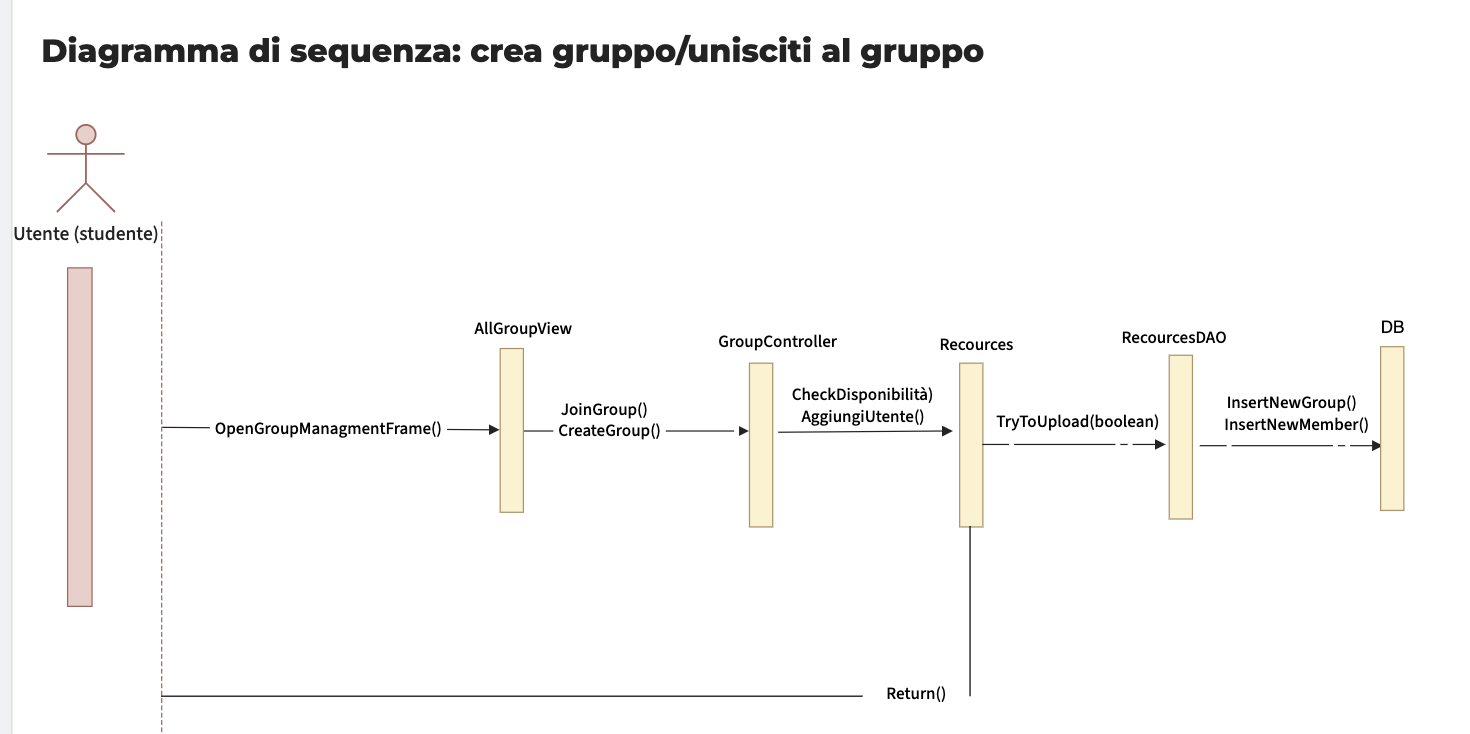 Diagramma di sequenza: crea gruppo/unisciti al gruppo
Utente (studente)
AllGroupView
GroupController
Recources
RecourcesDAO
DB
OpenGroupManagmentFrame()
JoinGroup()
CreateGroup()
CheckDisponibilità)
AggiungiUtente()
TryToUpload(boolean)
InsertNewGroup()
InsertNewMember()
Return()